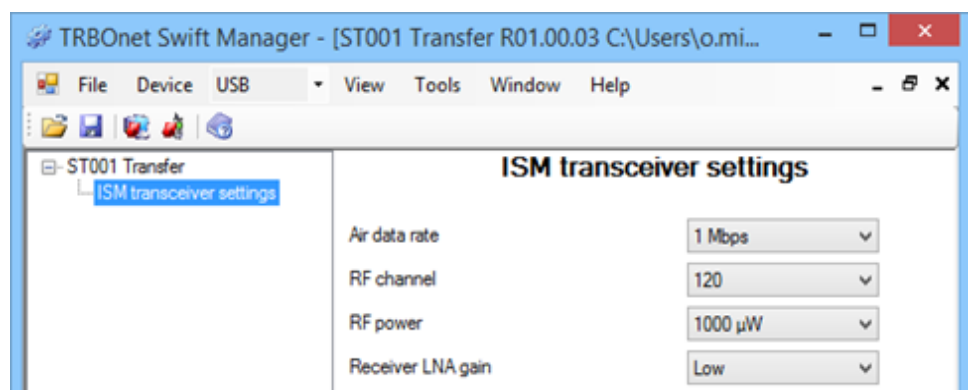 TRBOnet Swift Manager - [ST001 Transfer R01.00.03 C:\Users\o.mi...
File Device USB View Tools Window Help
ST001 Transfer
ISM transceiver settings
ISM transceiver settings
Air data rate 1 Mbps
RF channel 120
RF power 1000 µW
Receiver LNA gain Low